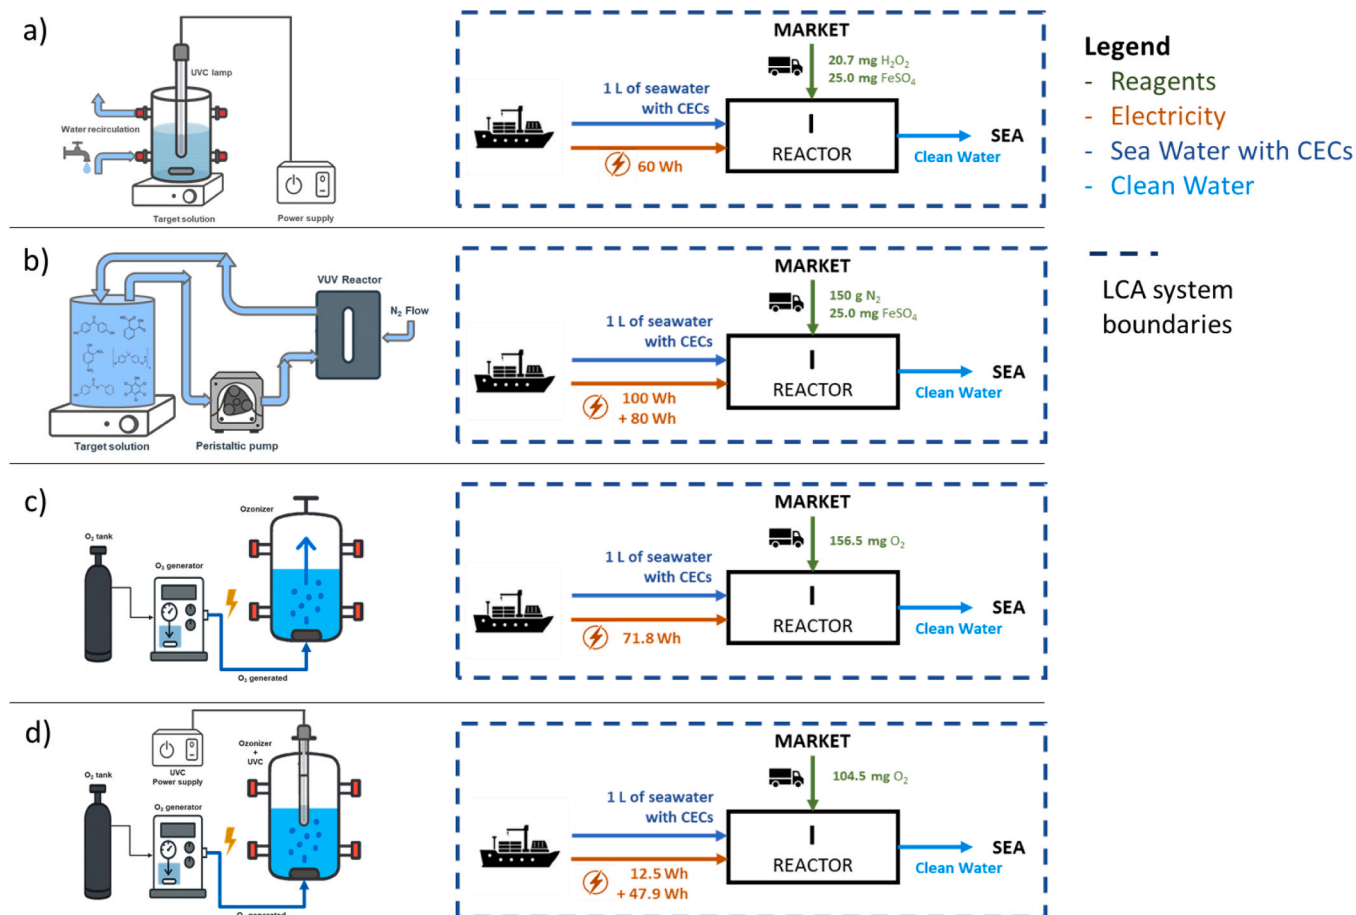 a)
UVC lamp
Water recirculation
Target solution
Power supply
MARKET
20.7 mg H₂O₂
25.0 mg FeSO₄
1 L of seawater
with CECs
60 Wh
I
REACTOR
Clean Water
SEA
Legend
- Reagents
- Electricity
- Sea Water with CECs
- Clean Water
LCA system
boundaries
b)
VUV Reactor
N₂ Flow
Target solution
Peristaltic pump
MARKET
150 g N₂
25.0 mg FeSO₄
1 L of seawater
with CECs
100 Wh
+ 80 Wh
I
REACTOR
Clean Water
SEA
c)
Ozonizer
O₂ tank
O₃ generator
O₃ generated
MARKET
156.5 mg O₂
1 L of seawater
with CECs
71.8 Wh
I
REACTOR
Clean Water
SEA
d)
UVC
Power supply
Ozonizer
+
UVC
O₂ tank
O₃ generator
MARKET
104.5 mg O₂
1 L of seawater
with CECs
12.5 Wh
+ 47.9 Wh
I
REACTOR
Clean Water
SEA